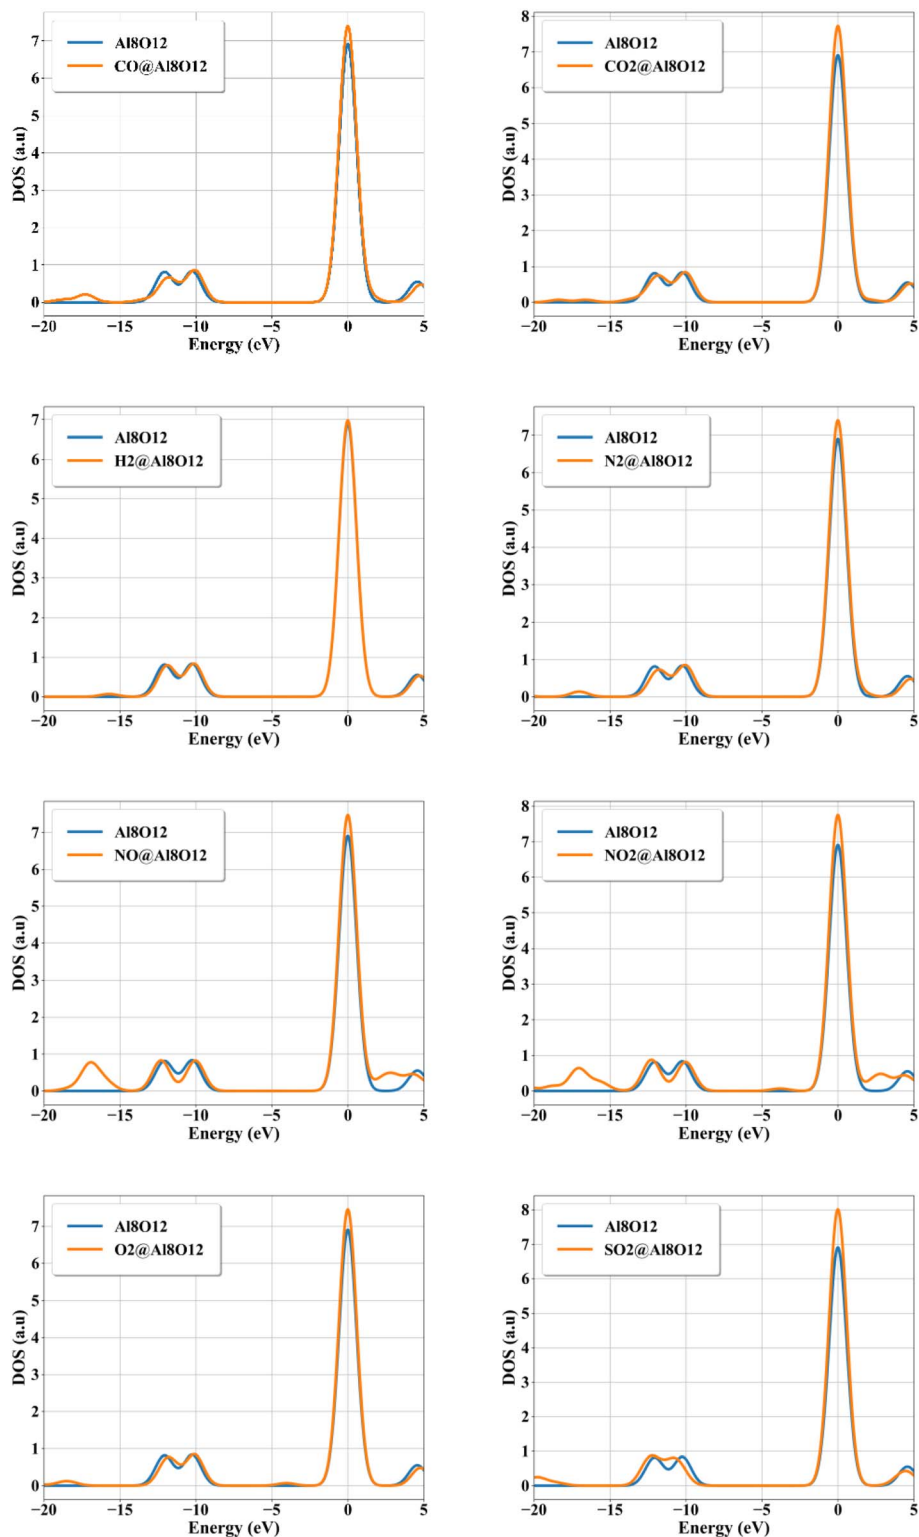 Al8O12
CO@Al8O12
DOS (a.u)
7
6
5
4
3
2
1
0
−20 −15 −10 −5 0 5
Energy (eV)
Al8O12
CO2@Al8O12
DOS (a.u)
8
7
6
5
4
3
2
1
0
−20 −15 −10 −5 0 5
Energy (eV)
Al8O12
H2@Al8O12
DOS (a.u)
7
6
5
4
3
2
1
0
−20 −15 −10 −5 0 5
Energy (eV)
Al8O12
N2@Al8O12
DOS (a.u)
7
6
5
4
3
2
1
0
−20 −15 −10 −5 0 5
Energy (eV)
Al8O12
NO@Al8O12
DOS (a.u)
7
6
5
4
3
2
1
0
−20 −15 −10 −5 0 5
Energy (eV)
Al8O12
NO2@Al8O12
DOS (a.u)
8
7
6
5
4
3
2
1
0
−20 −15 −10 −5 0 5
Energy (eV)
Al8O12
O2@Al8O12
DOS (a.u)
7
6
5
4
3
2
1
0
−20 −15 −10 −5 0 5
Energy (eV)
Al8O12
SO2@Al8O12
DOS (a.u)
8
7
6
5
4
3
2
1
0
−20 −15 −10 −5 0 5
Energy (eV)